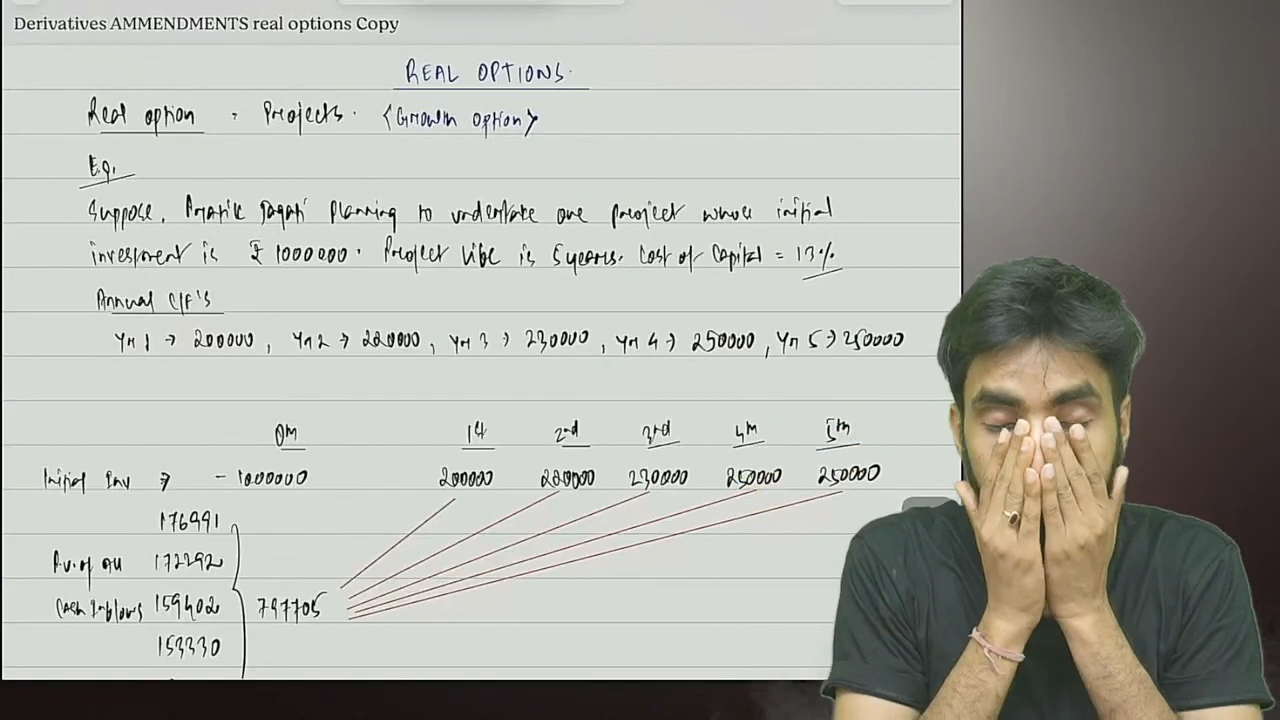 Derivatives AMMENDMENTS real options Copy
REAL OPTIONS.
Real option = Projects. <Growth option>
E.g.
Suppose, Pratik Jagati Planning to undertake one project whose initial
investment is ₹ 1000000. Project life is 5 years. Cost of Capital = 13%
Annual C/F's
Yr 1 → 200000, Yr 2 → 220000, Yr 3 → 230000, Yr 4 → 250000, Yr 5 → 250000
0th 1st 2nd 3rd 4th 5th
Initial Inv ⇒ - 1000000 200000 220000 230000 250000 250000
176991
P.V. of all 172292
Cash Inflows 159402 797705
153330